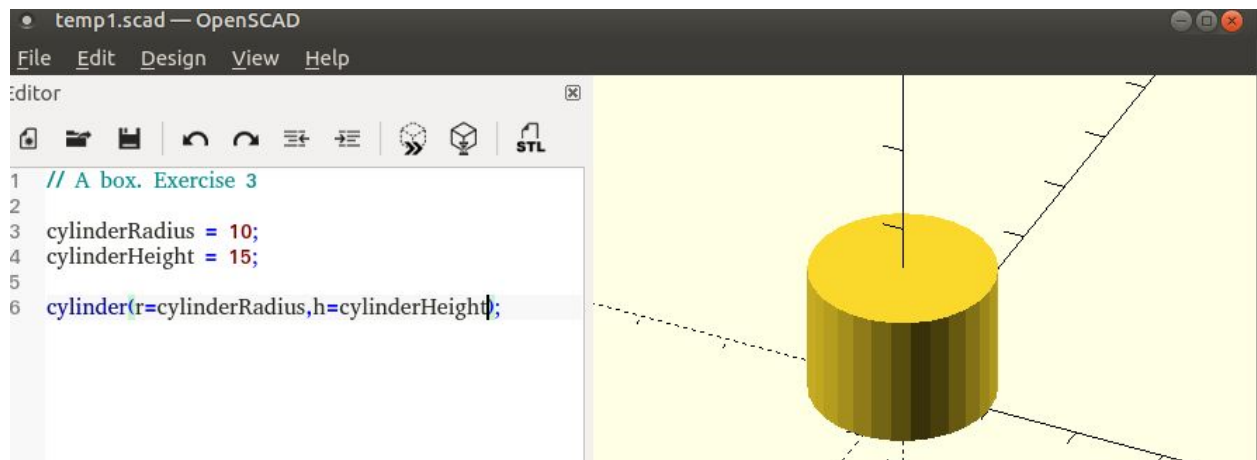 temp1.scad — OpenSCAD
File Edit Design View Help
Editor
STL
1 // A box. Exercise 3
2
3 cylinderRadius = 10;
4 cylinderHeight = 15;
5
6 cylinder(r=cylinderRadius,h=cylinderHeight);